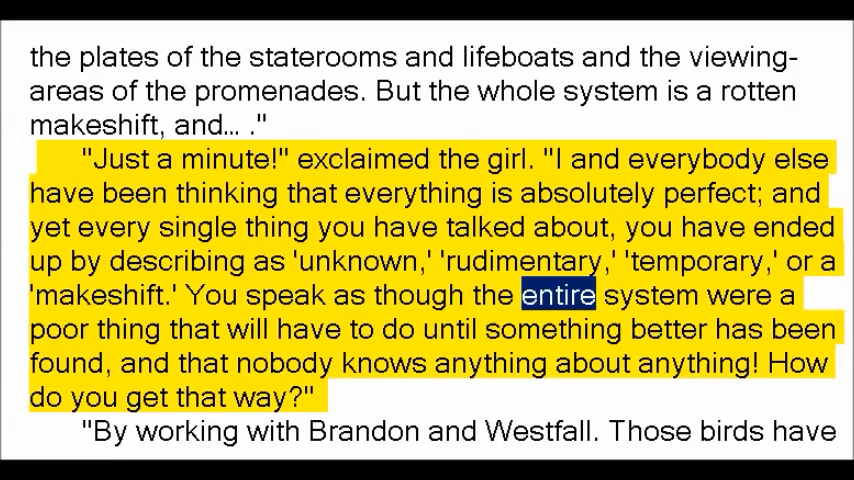 the plates of the staterooms and lifeboats and the viewing-
areas of the promenades. But the whole system is a rotten
makeshift, and... ."
"Just a minute!" exclaimed the girl. "I and everybody else
have been thinking that everything is absolutely perfect; and
yet every single thing you have talked about, you have ended
up by describing as 'unknown,' 'rudimentary,' 'temporary,' or a
'makeshift.' You speak as though the entire system were a
poor thing that will have to do until something better has been
found, and that nobody knows anything about anything! How
do you get that way?"
"By working with Brandon and Westfall. Those birds have